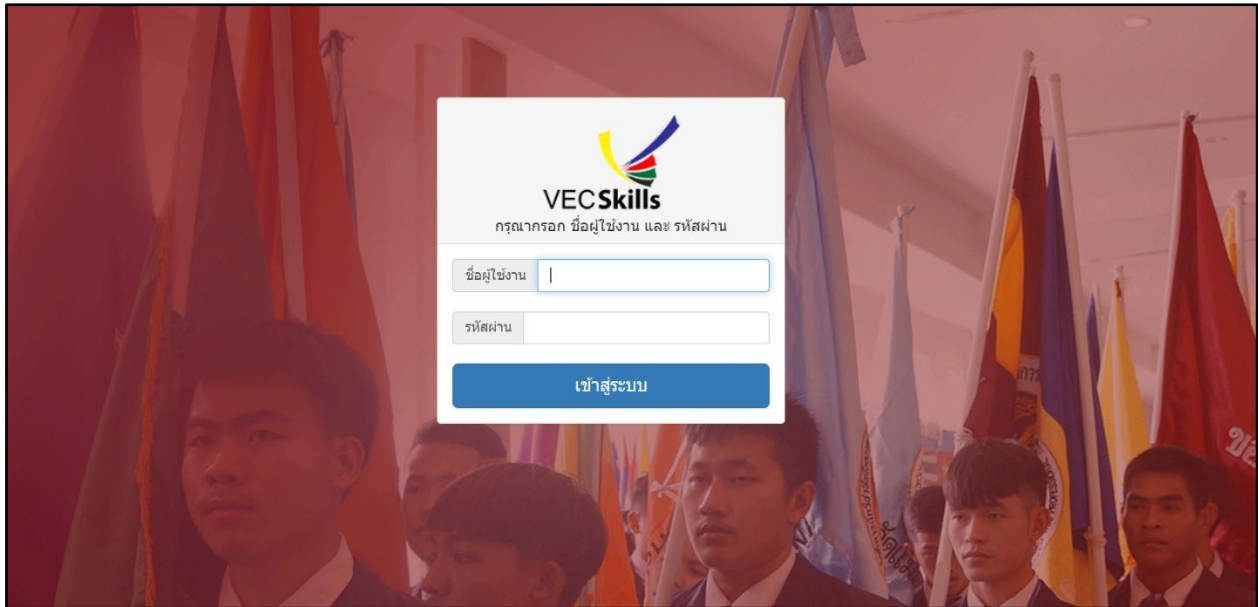 VECSkills
กรุณากรอก ชื่อผู้ใช้งาน และ รหัสผ่าน
ชื่อผู้ใช้งาน
รหัสผ่าน
เข้าสู่ระบบ